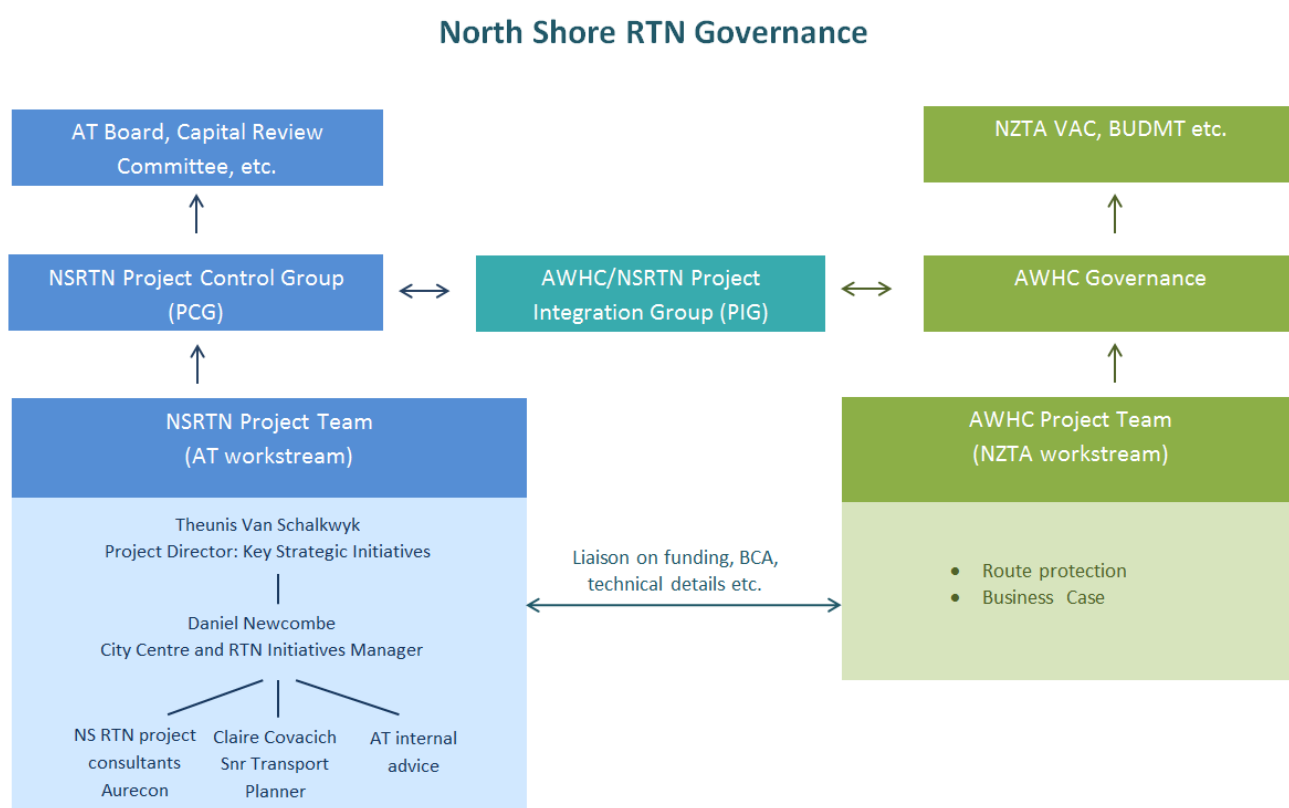 North Shore RTN Governance
AT Board, Capital Review
Committee, etc.
NZTA VAC, BUDMT etc.
NSRTN Project Control Group
(PCG)
AWHC/NSRTN Project
Integration Group (PIG)
AWHC Governance
NSRTN Project Team
(AT workstream)
AWHC Project Team
(NZTA workstream)
Theunis Van Schalkwyk
Project Director: Key Strategic Initiatives
Daniel Newcombe
City Centre and RTN Initiatives Manager
NS RTN project
consultants
Aurecon
Claire Covacich
Snr Transport
Planner
AT internal
advice
Liaison on funding, BCA,
technical details etc.
• Route protection
• Business Case